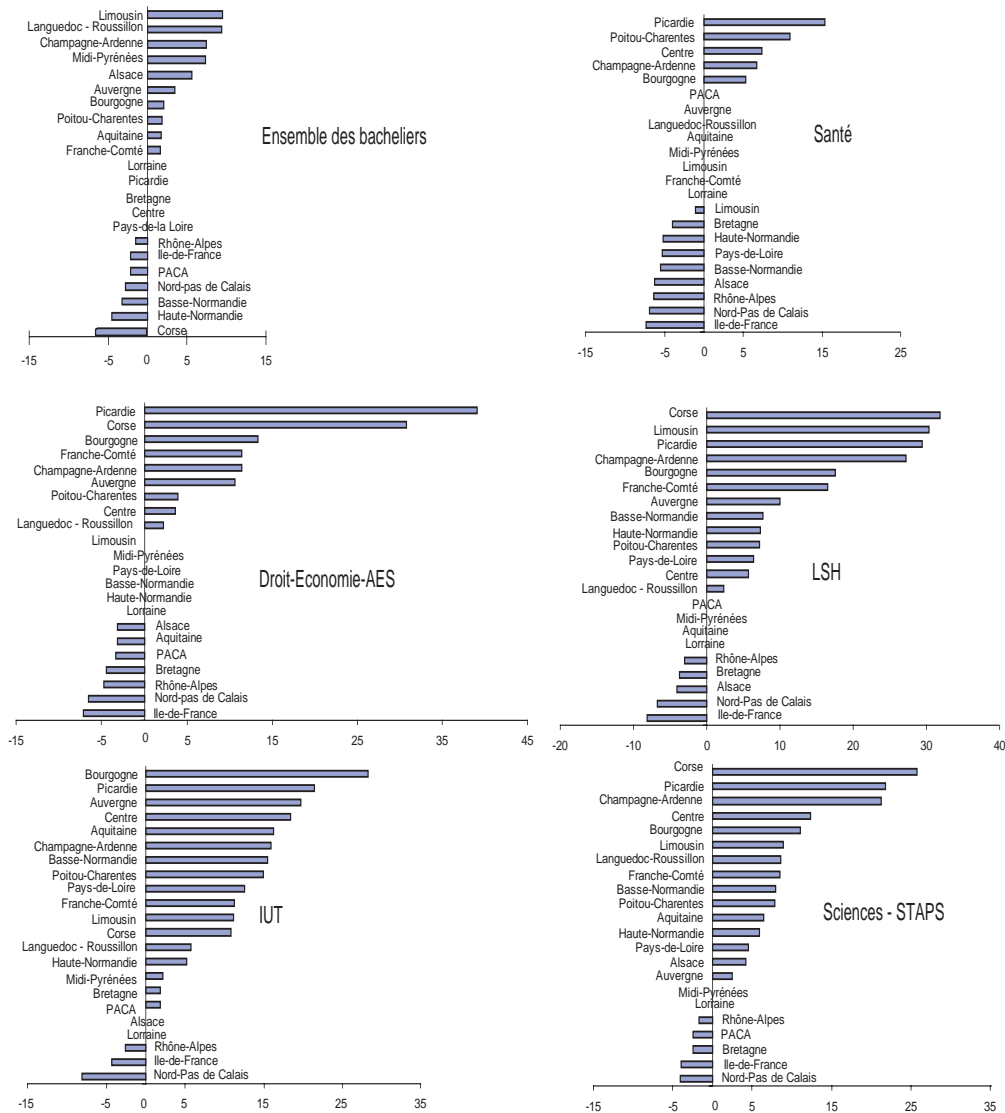 Limousin
Languedoc - Roussillon
Champagne-Ardenne
Midi-Pyrénées
Alsace
Auvergne
Bourgogne
Poitou-Charentes
Aquitaine
Franche-Comté
Lorraine
Picardie
Bretagne
Centre
Pays-de-la Loire
Rhône-Alpes
Ile-de-France
PACA
Nord-pas de Calais
Basse-Normandie
Haute-Normandie
Corse
Ensemble des bacheliers
-15 -5 0 5 15
Picardie
Poitou-Charentes
Centre
Champagne-Ardenne
Bourgogne
PACA
Auvergne
Languedoc-Roussillon
Aquitaine
Midi-Pyrénées
Limousin
Franche-Comté
Lorraine
Limousin
Bretagne
Haute-Normandie
Pays-de-Loire
Basse-Normandie
Alsace
Rhône-Alpes
Nord-Pas de Calais
Ile-de-France
Santé
-15 -5 0 5 15 25
Picardie
Corse
Bourgogne
Franche-Comté
Champagne-Ardenne
Auvergne
Poitou-Charentes
Centre
Languedoc - Roussillon
Limousin
Midi-Pyrénées
Pays-de-Loire
Basse-Normandie
Haute-Normandie
Lorraine
Alsace
Aquitaine
PACA
Bretagne
Rhône-Alpes
Nord-pas de Calais
Ile-de-France
Droit-Economie-AES
-15 -5 0 5 15 25 35 45
Corse
Limousin
Picardie
Champagne-Ardenne
Bourgogne
Franche-Comté
Auvergne
Basse-Normandie
Haute-Normandie
Poitou-Charentes
Pays-de-Loire
Centre
Languedoc - Roussillon
PACA
Midi-Pyrénées
Aquitaine
Lorraine
Rhône-Alpes
Bretagne
Alsace
Nord-Pas de Calais
Ile-de-France
LSH
-20 -10 0 10 20 30 40
Bourgogne
Picardie
Auvergne
Centre
Aquitaine
Champagne-Ardenne
Basse-Normandie
Poitou-Charentes
Pays-de-Loire
Franche-Comté
Limousin
Corse
Languedoc - Roussillon
Haute-Normandie
Midi-Pyrénées
Bretagne
PACA
Alsace
Lorraine
Rhône-Alpes
Ile-de-France
Nord-Pas de Calais
IUT
-15 -5 0 5 15 25 35
Corse
Picardie
Champagne-Ardenne
Centre
Bourgogne
Limousin
Languedoc-Roussillon
Franche-Comté
Basse-Normandie
Poitou-Charentes
Aquitaine
Haute-Normandie
Pays-de-Loire
Alsace
Auvergne
Midi-Pyrénées
Lorraine
Rhône-Alpes
PACA
Bretagne
Ile-de-France
Nord-Pas de Calais
Sciences - STAPS
-15 -5 0 5 15 25 35